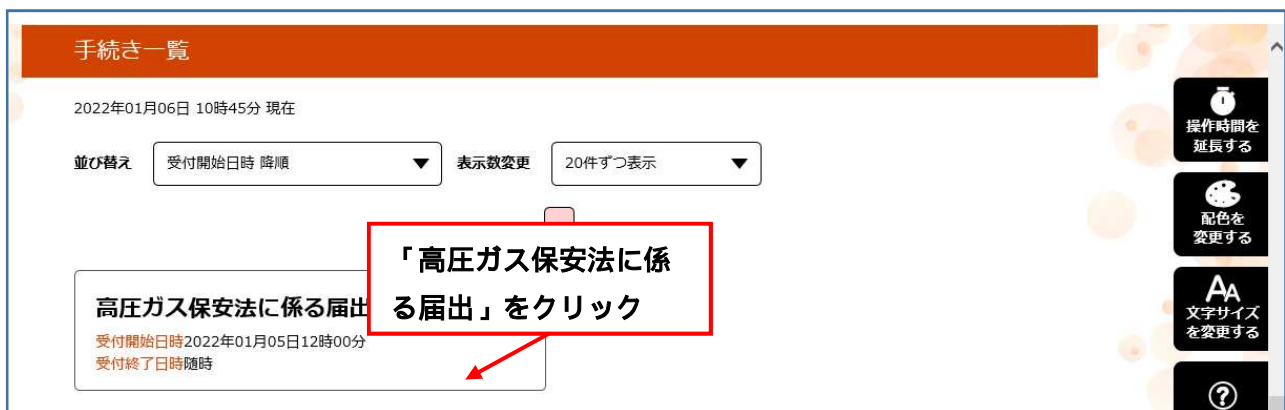 手続き一覧
2022年01月06日 10時45分 現在
並び替え
受付開始日時 降順
表示数変更
20件ずつ表示
「高圧ガス保安法に係
る届出」をクリック
高圧ガス保安法に係る届出
受付開始日時2022年01月05日12時00分
受付終了日時随時
操作時間を
延長する
配色を
変更する
AA
文字サイズ
を変更する
?